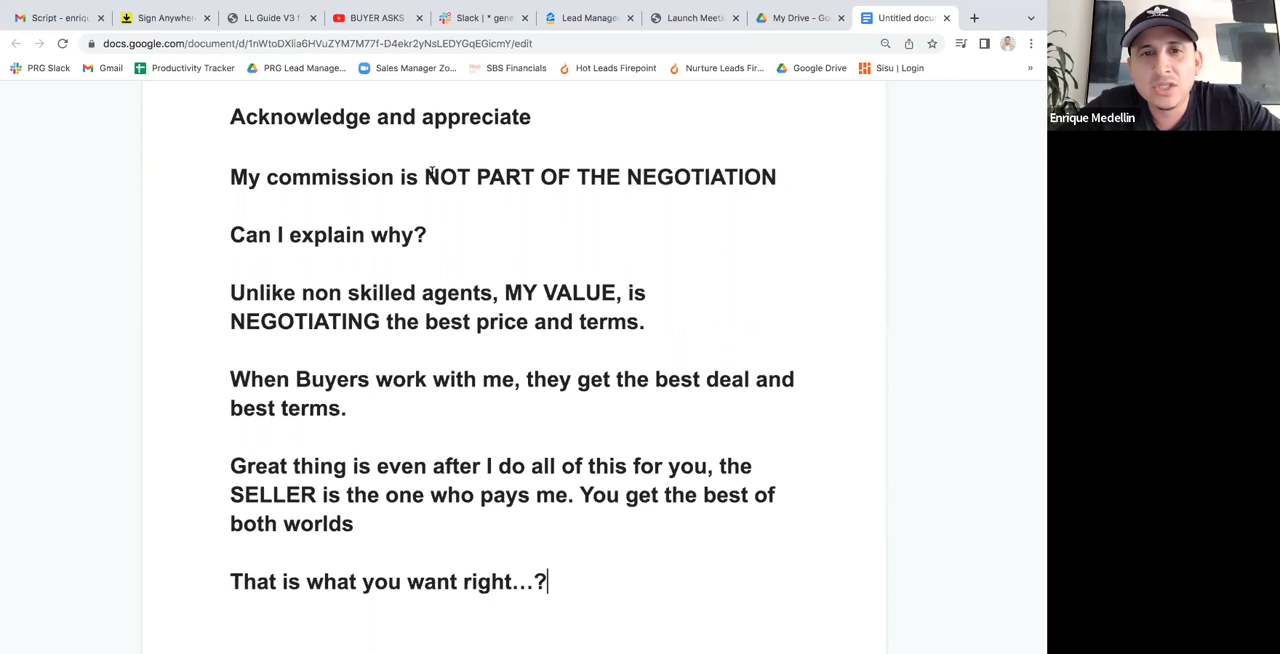 Script - enriq
Sign Anywher
LL Guide V3 f
BUYER ASKS
Slack | * gene
Lead Manage
Launch Meeti
My Drive - Go
Untitled docu
docs.google.com/document/d/1nWtoDXlia6HVuZYM7M77f-D4ekr2yNsLEDYGqEGicmY/edit
PRG Slack
Gmail
Productivity Tracker
PRG Lead Manage...
Sales Manager Zo...
SBS Financials
Hot Leads Firepoint
Nurture Leads Fir...
Google Drive
Sisu | Login
»
Enrique Medellin
Acknowledge and appreciate
My commission is NOT PART OF THE NEGOTIATION
Can I explain why?
Unlike non skilled agents, MY VALUE, is
NEGOTIATING the best price and terms.
When Buyers work with me, they get the best deal and
best terms.
Great thing is even after I do all of this for you, the
SELLER is the one who pays me. You get the best of
both worlds
That is what you want right...?